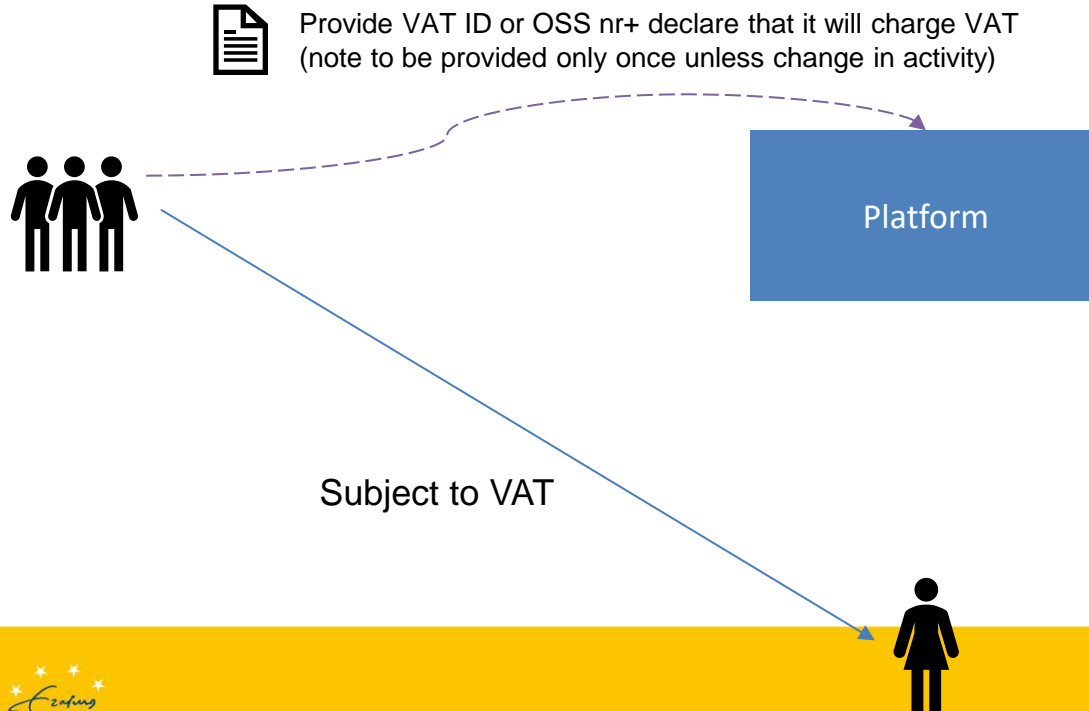 Provide VAT ID or OSS nr+ declare that it will charge VAT
(note to be provided only once unless change in activity)
Platform
Subject to VAT
Erasmus